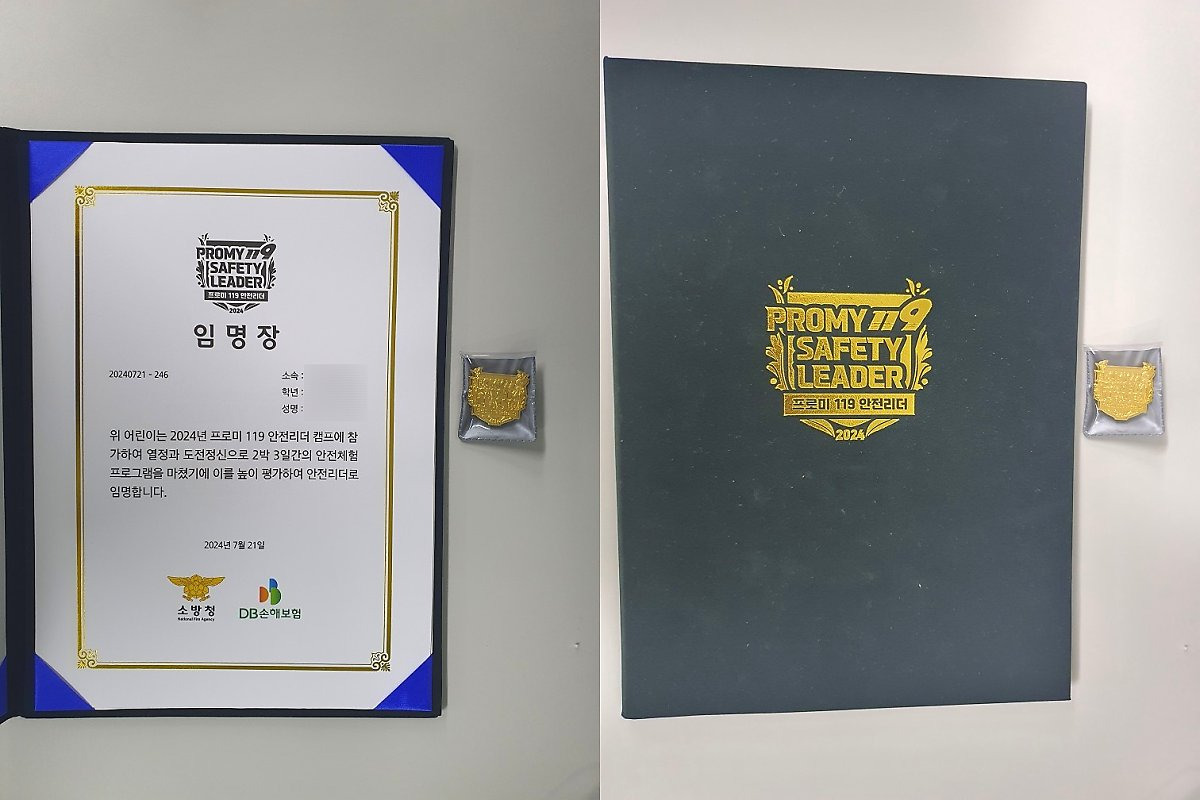 PROMY 119
SAFETY
LEADER
프로미 119 안전리더
2024
임명장
20240721 - 246
소속 :
학년 :
성명 :
위 어린이는 2024년 프로미 119 안전리더 캠프에 참
가하여 열정과 도전정신으로 2박 3일간의 안전체험
프로그램을 마쳤기에 이를 높이 평가하여 안전리더로
임명합니다.
2024년 7월 21일
소방청
National Fire Agency
DB손해보험
PROMY 119
SAFETY
LEADER
프로미 119 안전리더
2024